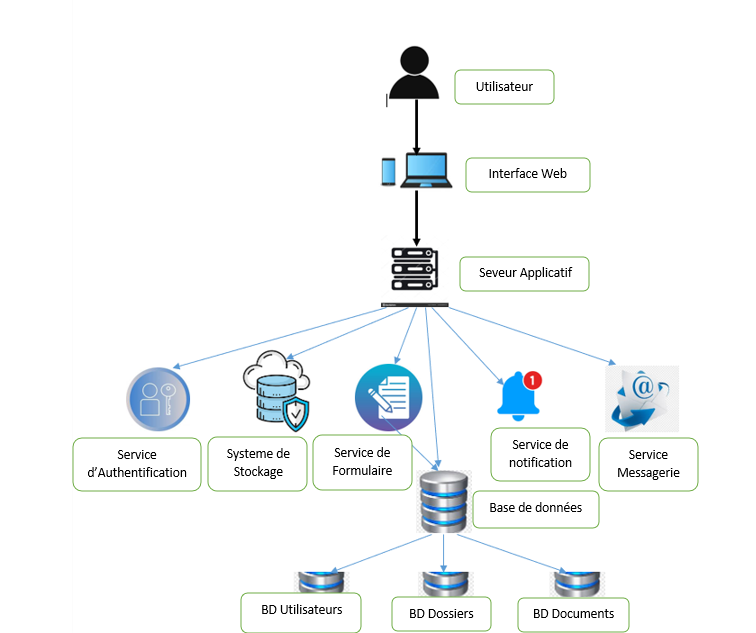 Utilisateur
Interface Web
Seveur Applicatif
1
@
Service
d’Authentification
Systeme de
Stockage
Service de
Formulaire
Service de
notification
Service
Messagerie
Base de données
BD Utilisateurs
BD Dossiers
BD Documents